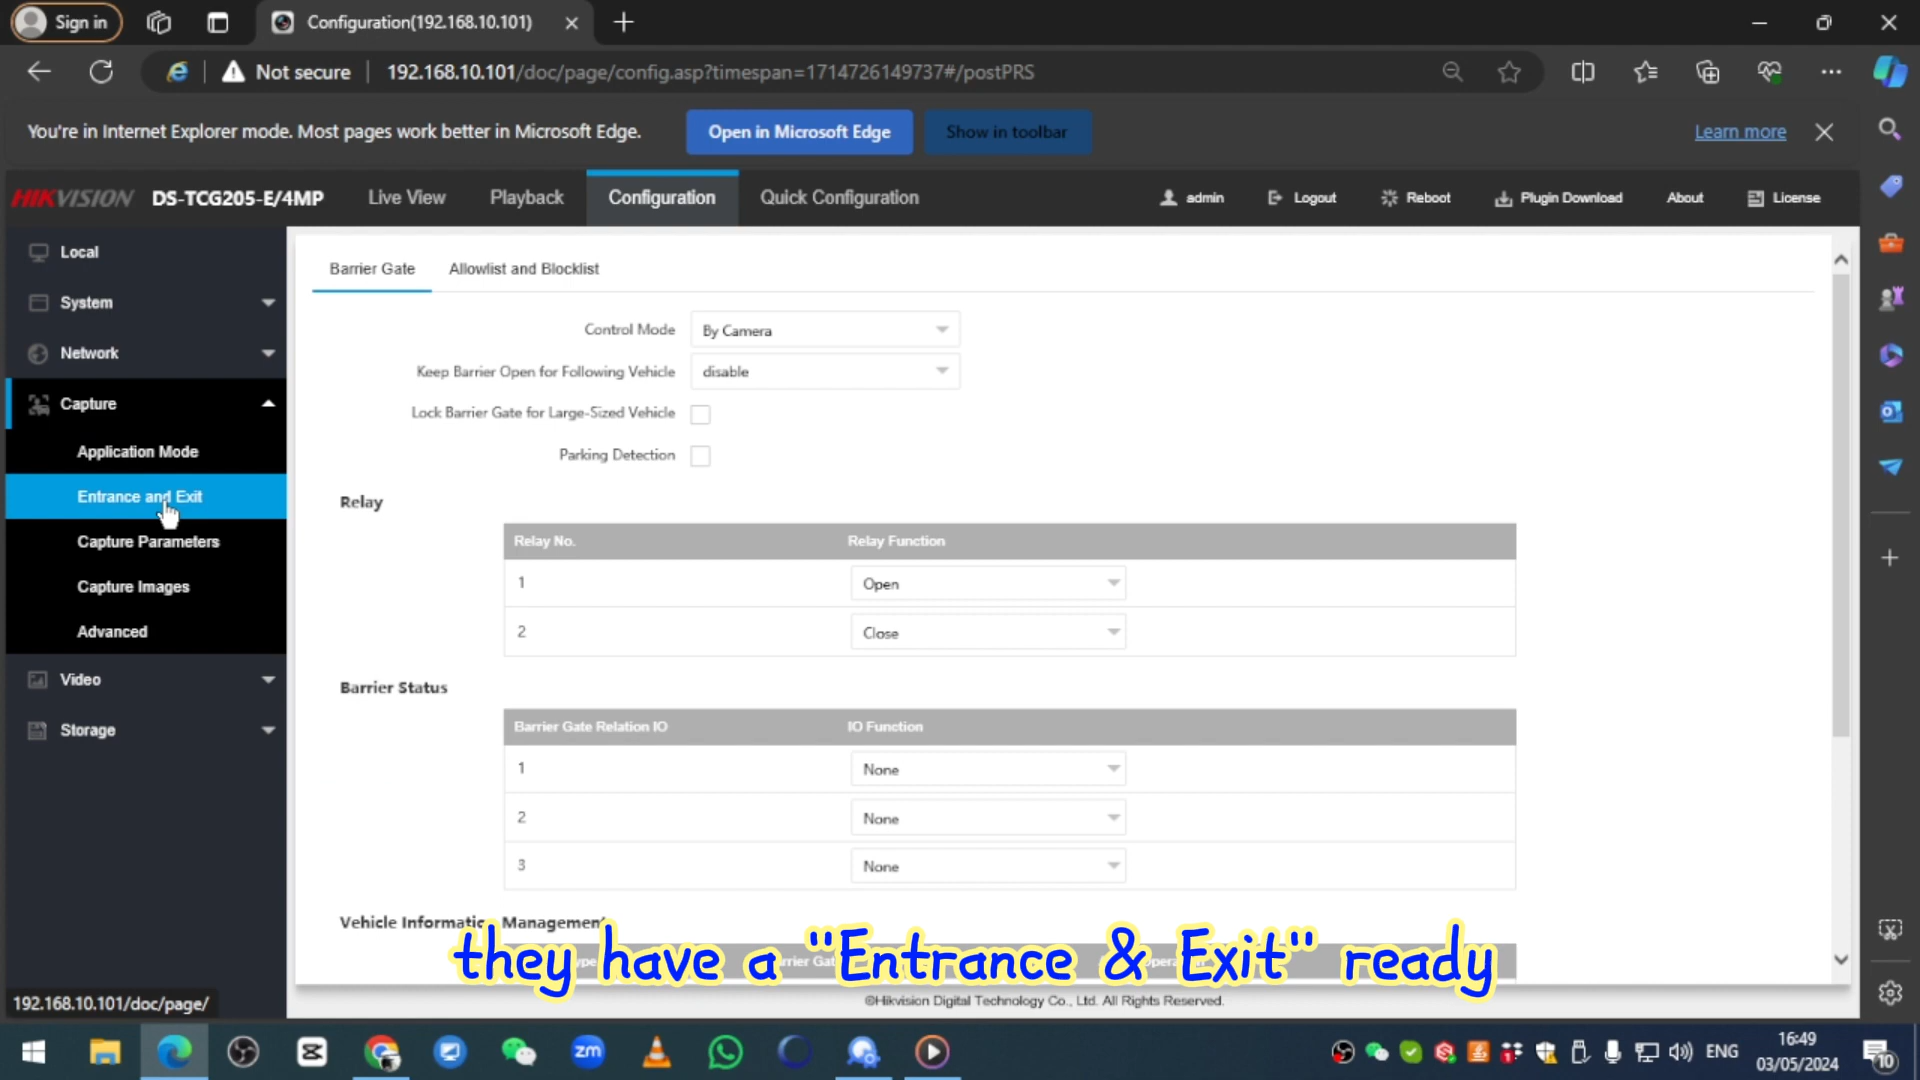 Sign in
Configuration(192.168.10.101)
Not secure
192.168.10.101/doc/page/config.asp?timespan=1714726149737#/postPRS
You're in Internet Explorer mode. Most pages work better in Microsoft Edge.
Open in Microsoft Edge
Show in toolbar
Learn more
HIKVISION
DS-TCG205-E/4MP
Live View
Playback
Configuration
Quick Configuration
admin
Logout
Reboot
Plugin Download
About
License
Local
System
Network
Capture
Application Mode
Entrance and Exit
Capture Parameters
Capture Images
Advanced
Video
Storage
Barrier Gate
Allowlist and Blocklist
Control Mode
By Camera
Keep Barrier Open for Following Vehicle
disable
Lock Barrier Gate for Large-Sized Vehicle
Parking Detection
Relay
Relay No.
Relay Function
1
Open
2
Close
Barrier Status
Barrier Gate Relation IO
IO Function
1
None
2
None
3
None
Vehicle Information Management
they have a "Entrance & Exit" ready
192.168.10.101/doc/page/
©Hikvision Digital Technology Co., Ltd. All Rights Reserved.
zm
ENG
16:49
03/05/2024
10